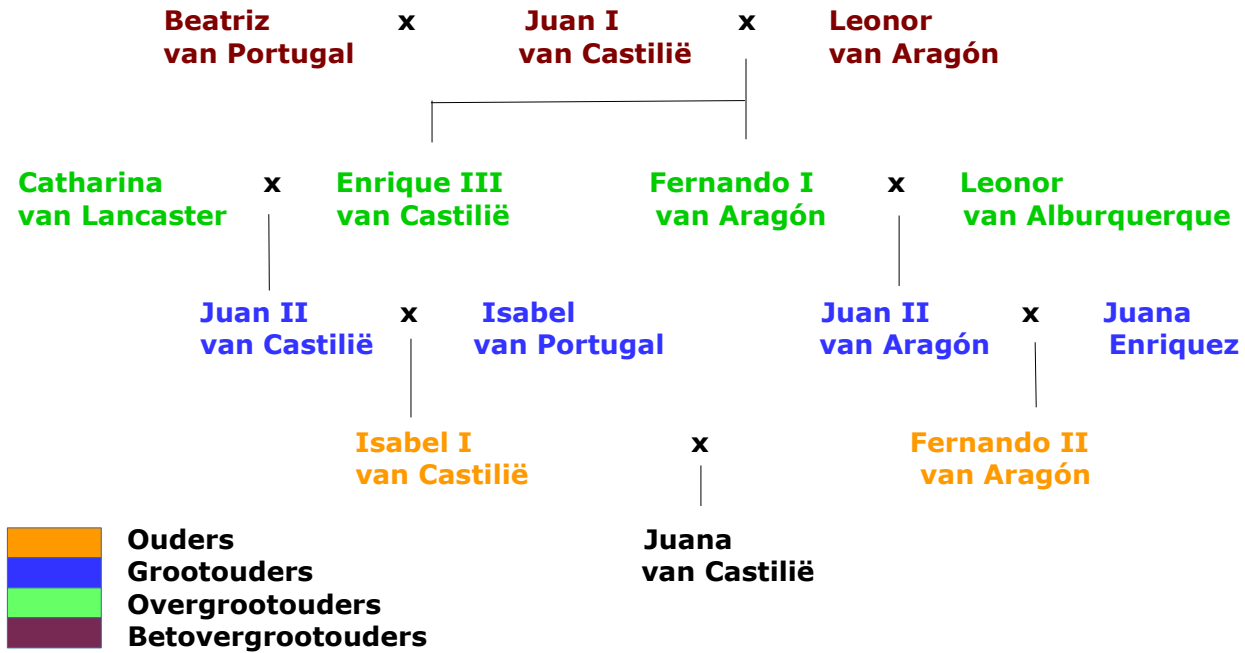 Beatriz x Juan I x Leonor
van Portugal van Castilië van Aragón
Catharina x Enrique III Fernando I x Leonor
van Lancaster van Castilië van Aragón van Alburquerque
Juan II x Isabel Juan II x Juana
van Castilië van Portugal van Aragón Enriquez
Isabel I x Fernando II
van Castilië van Aragón
Ouders Juana
Grootouders van Castilië
Overgrootouders
Betovergrootouders